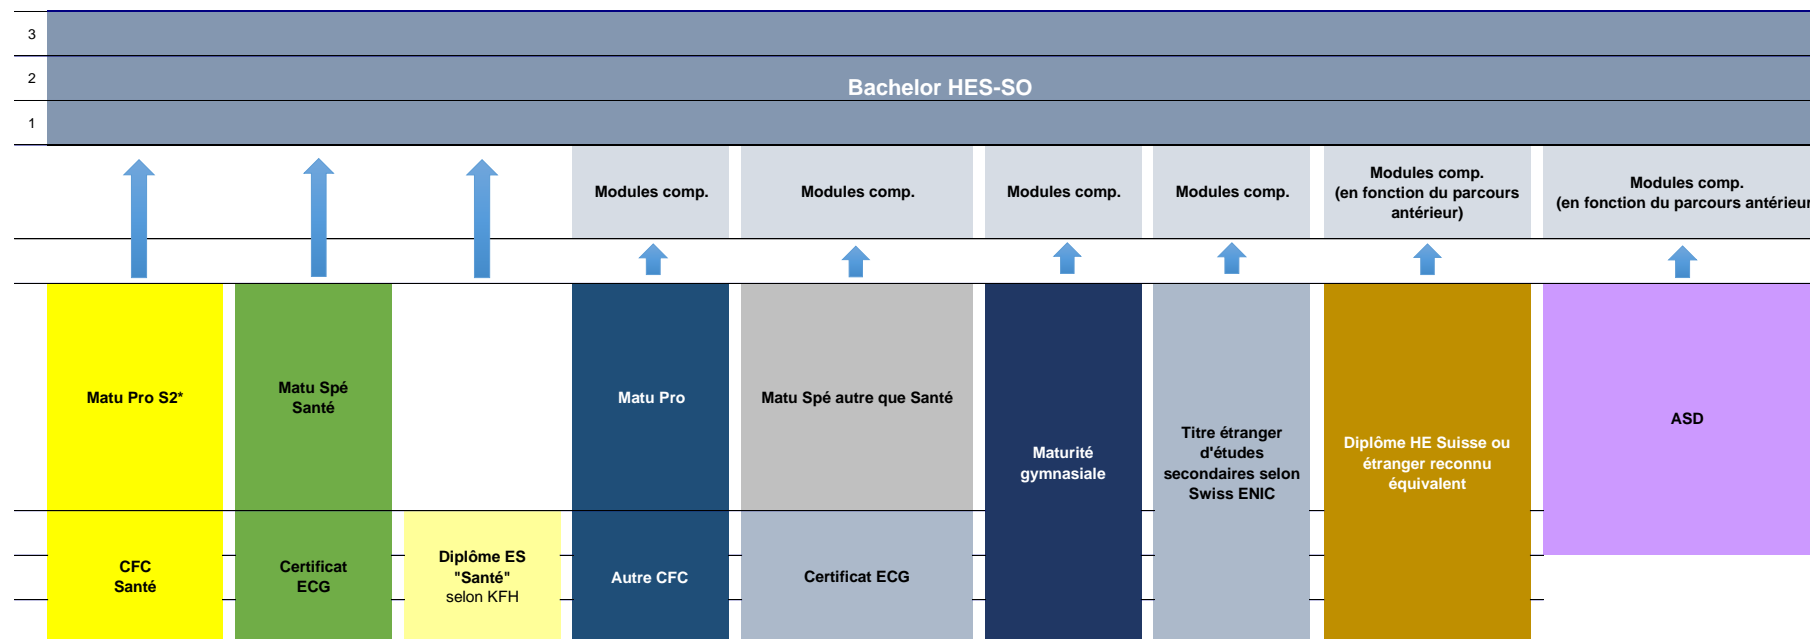 3
2
Bachelor HES-SO
1
Modules comp.
Modules comp.
Modules comp.
Modules comp.
Modules comp.
(en fonction du parcours
antérieur)
Modules comp.
(en fonction du parcours antérieur
Matu Pro S2*
Matu Spé
Santé
Matu Pro
Matu Spé autre que Santé
Maturité
gymnasiale
Titre étranger
d'études
secondaires selon
Swiss ENIC
Diplôme HE Suisse ou
étranger reconnu
équivalent
ASD
CFC
Santé
Certificat
ECG
Diplôme ES
"Santé"
selon KFH
Autre CFC
Certificat ECG